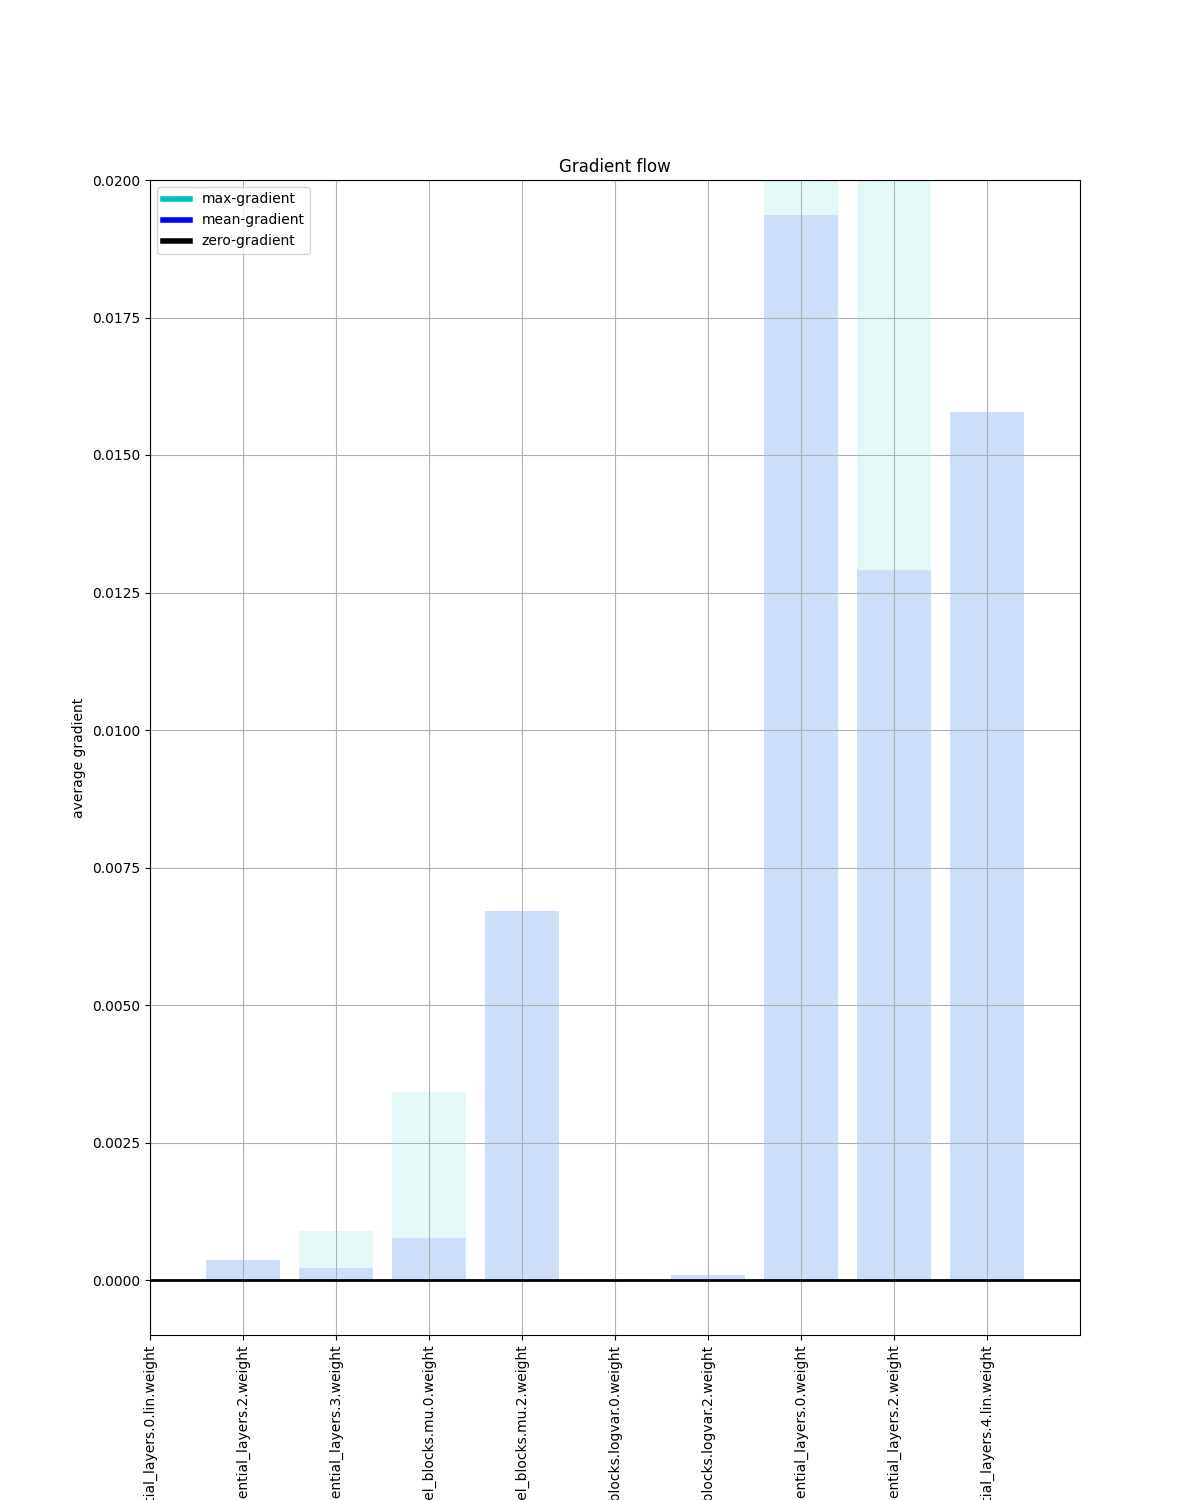 Gradient flow
max-gradient
mean-gradient
zero-gradient
average gradient
0.0200
0.0175
0.0150
0.0125
0.0100
0.0075
0.0050
0.0025
0.0000
tial_layers.0.lin.weight
ential_layers.2.weight
ential_layers.3.weight
el_blocks.mu.0.weight
el_blocks.mu.2.weight
blocks.logvar.0.weight
blocks.logvar.2.weight
ential_layers.0.weight
ential_layers.2.weight
tial_layers.4.lin.weight